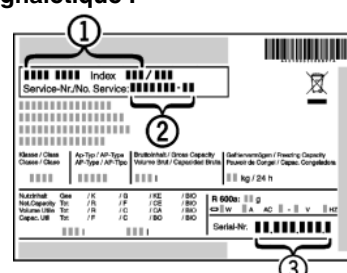 gnalétique :
1
Index /
Service-Nr./No. Service: -
2
Klasse / Class
Classe / Clase
Ap-Typ / AP-Type
AP-Type / AP-Tipo
Bruttoinhalt / Gross Capacity
Volume Brut / Capacidad Bruta
I
Gefriervermögen / Freezing Capacity
Pouvoir de Congel / Capac. Congeladora
kg / 24 h
Nutzinhalt Ges / K / G / KE / BIO
Net.Capacity Tot: / R / F / CE / BIO
Volume Utile Tot: / R / C / CA / BIO
Capac. Util Tot: / F / C / BO / BIO
I I
R 600a: g
W A AC - V HZ
Serial-Nr.
3